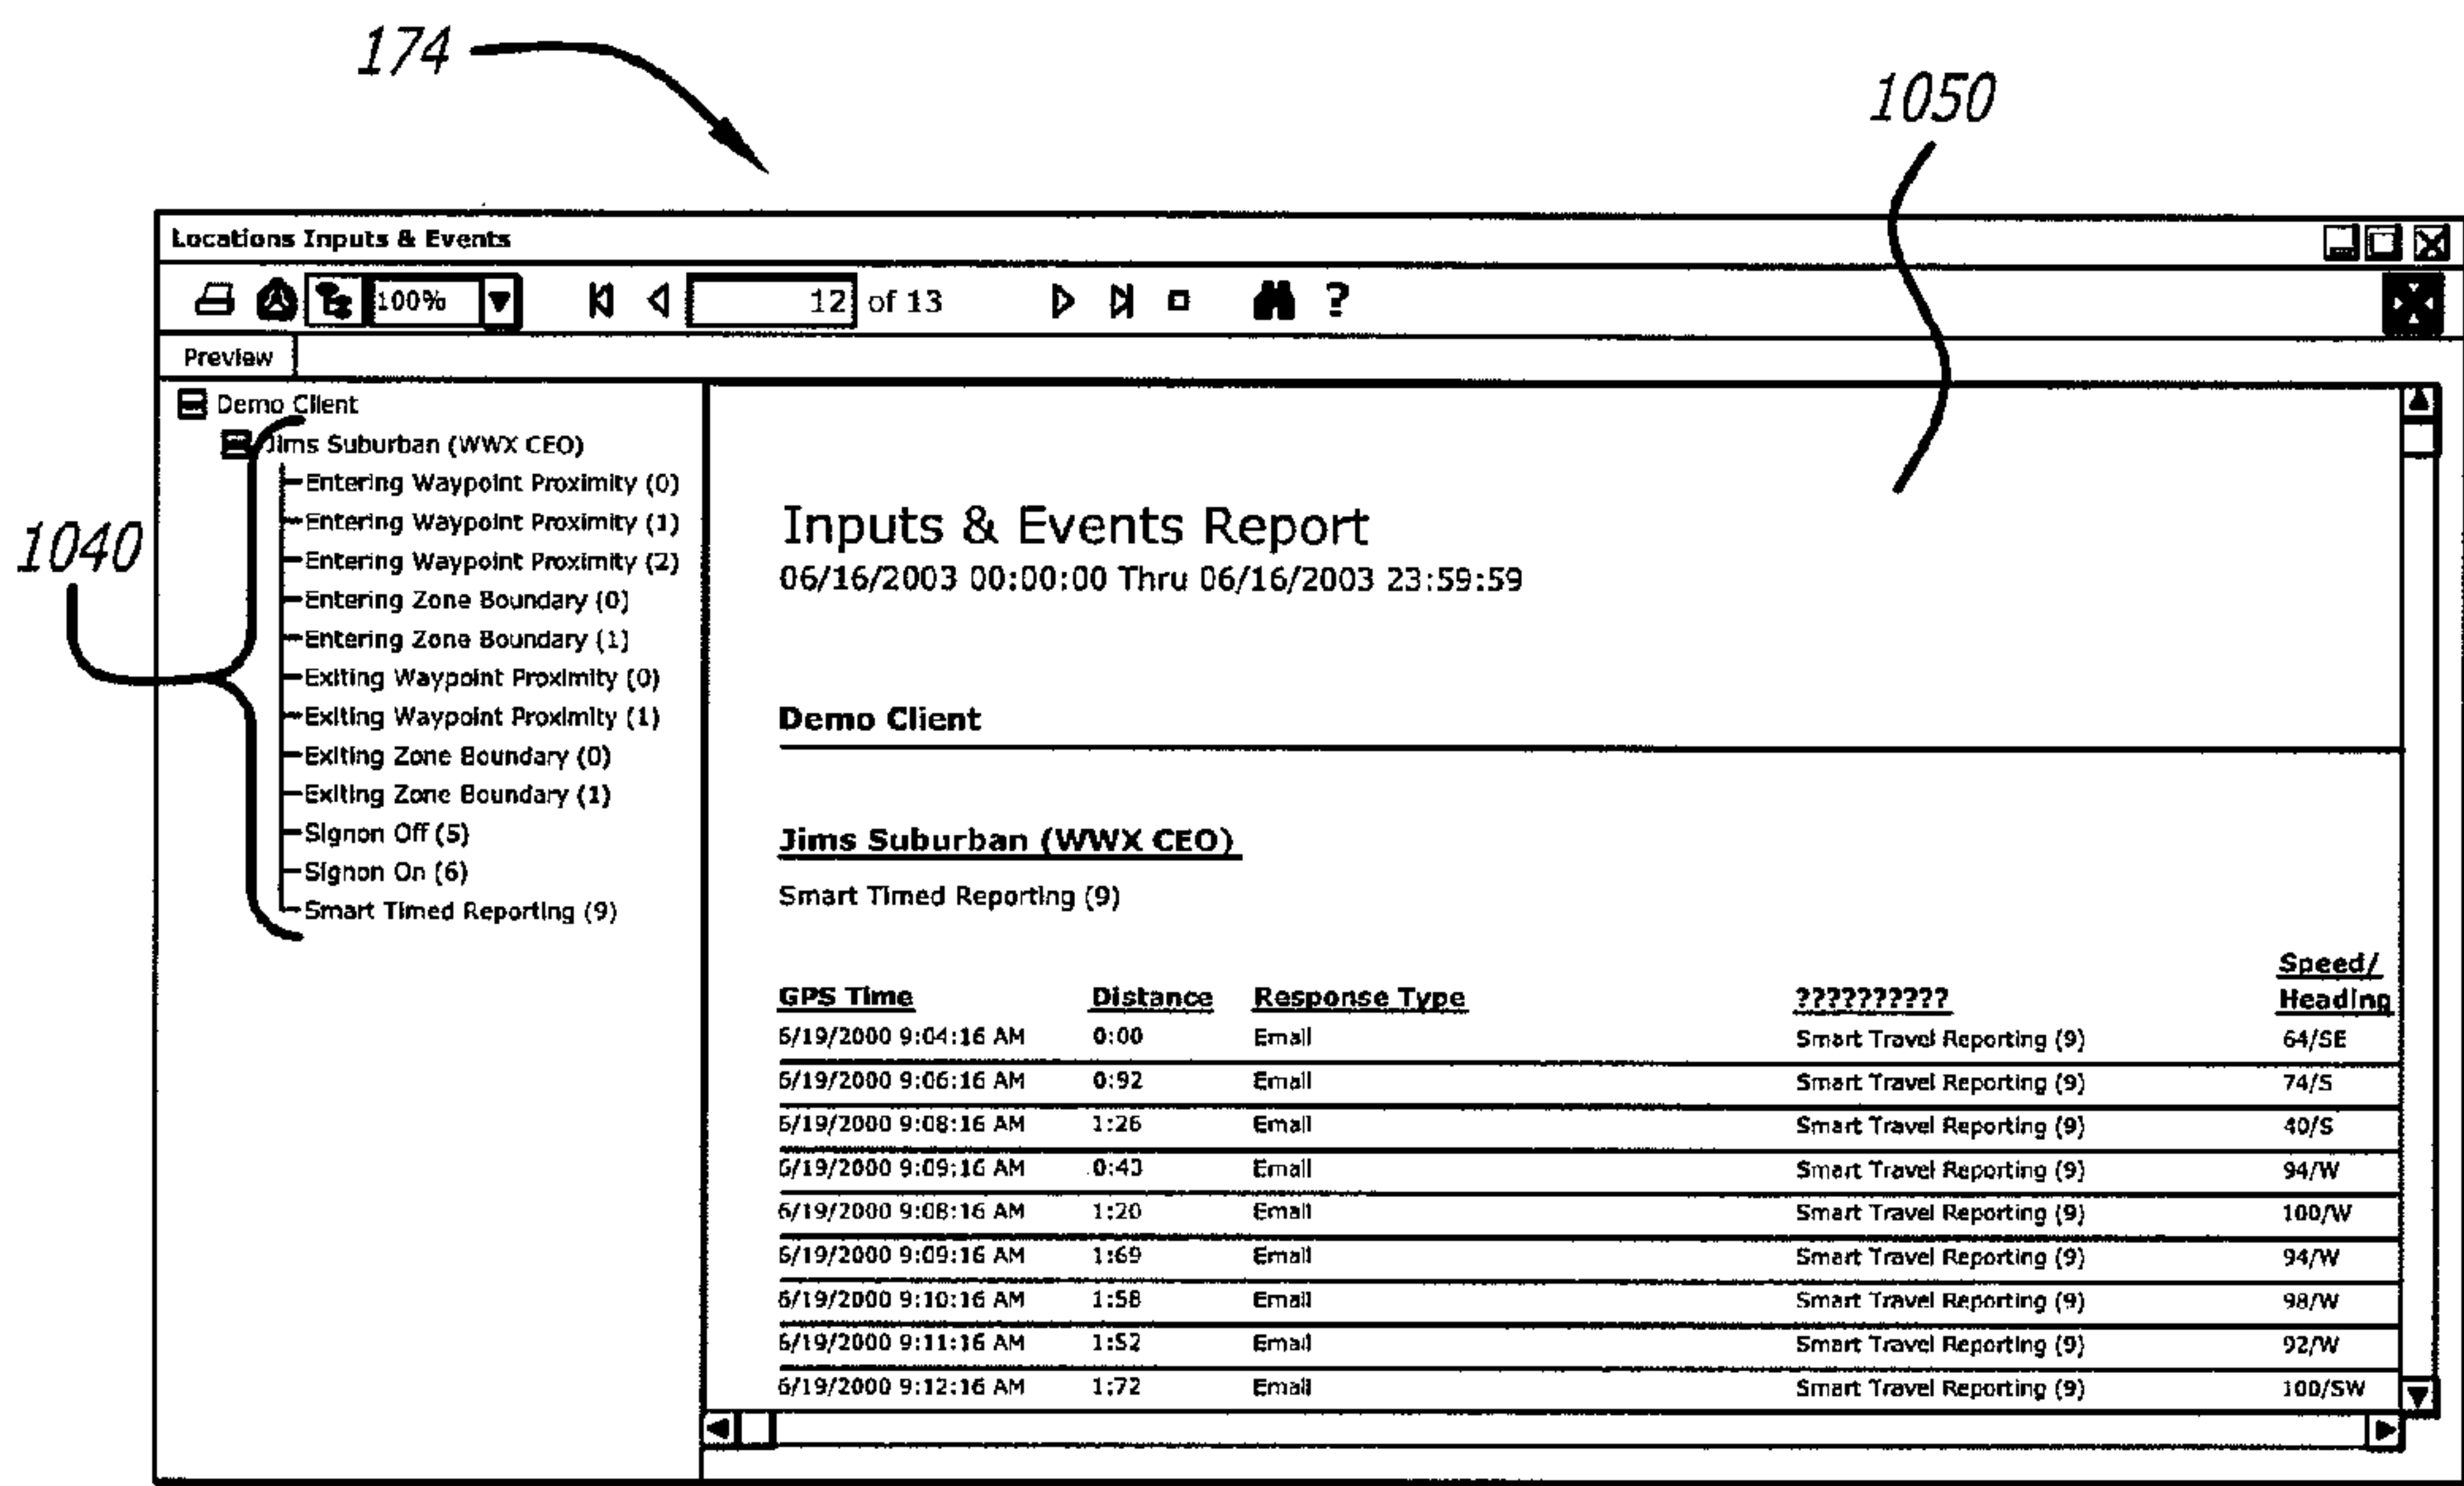 174
1050
Locations Inputs & Events
100%
12 of 13
?
Preview
Demo Client
Jims Suburban (WWX CEO)
Entering Waypoint Proximity (0)
Entering Waypoint Proximity (1)
Entering Waypoint Proximity (2)
Entering Zone Boundary (0)
Entering Zone Boundary (1)
Exiting Waypoint Proximity (0)
Exiting Waypoint Proximity (1)
Exiting Zone Boundary (0)
Exiting Zone Boundary (1)
Signon Off (5)
Signon On (6)
Smart Timed Reporting (9)
1040
Inputs & Events Report
06/16/2003 00:00:00 Thru 06/16/2003 23:59:59
Demo Client
Jims Suburban (WWX CEO)
Smart Timed Reporting (9)
GPS Time Distance Response Type ?????????? Speed/ Heading
6/19/2000 9:04:16 AM 0:00 Email Smart Travel Reporting (9) 64/SE
6/19/2000 9:06:16 AM 0:92 Email Smart Travel Reporting (9) 74/S
6/19/2000 9:08:16 AM 1:26 Email Smart Travel Reporting (9) 40/S
6/19/2000 9:09:16 AM 0:43 Email Smart Travel Reporting (9) 94/W
6/19/2000 9:08:16 AM 1:20 Email Smart Travel Reporting (9) 100/W
6/19/2000 9:09:16 AM 1:69 Email Smart Travel Reporting (9) 94/W
6/19/2000 9:10:16 AM 1:58 Email Smart Travel Reporting (9) 98/W
6/19/2000 9:11:16 AM 1:52 Email Smart Travel Reporting (9) 92/W
6/19/2000 9:12:16 AM 1:72 Email Smart Travel Reporting (9) 100/SW